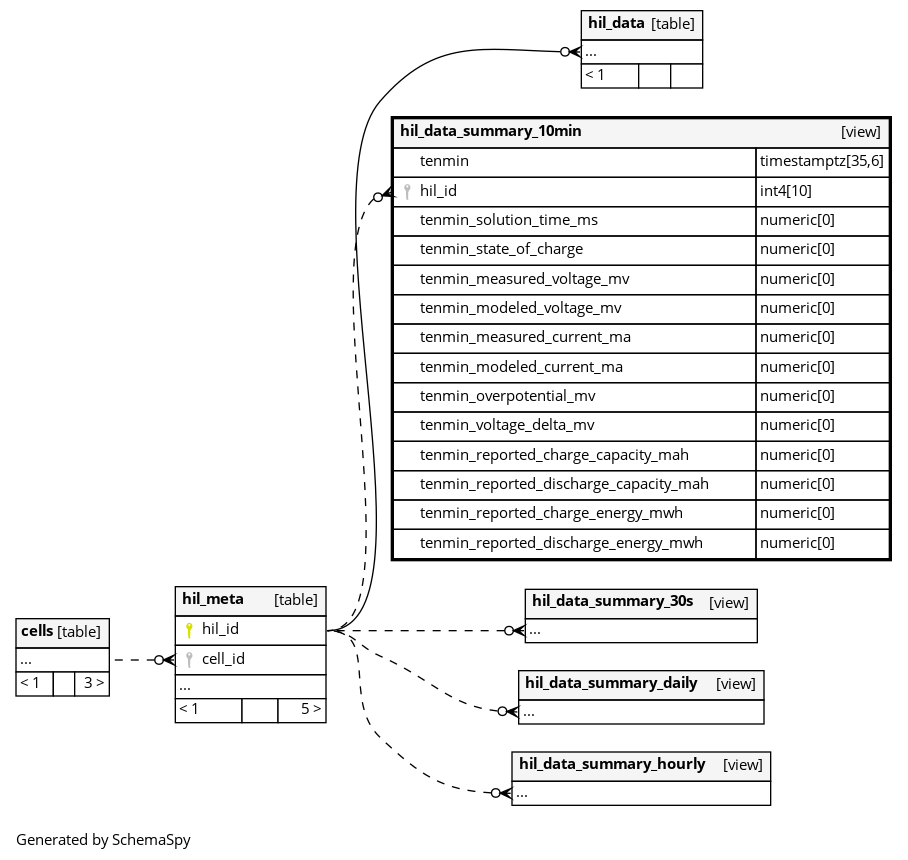 hil_data [table]
...
< 1
hil_data_summary_10min [view]
tenmin timestamptz[35,6]
hil_id int4[10]
tenmin_solution_time_ms numeric[0]
tenmin_state_of_charge numeric[0]
tenmin_measured_voltage_mv numeric[0]
tenmin_modeled_voltage_mv numeric[0]
tenmin_measured_current_ma numeric[0]
tenmin_modeled_current_ma numeric[0]
tenmin_overpotential_mv numeric[0]
tenmin_voltage_delta_mv numeric[0]
tenmin_reported_charge_capacity_mah numeric[0]
tenmin_reported_discharge_capacity_mah numeric[0]
tenmin_reported_charge_energy_mwh numeric[0]
tenmin_reported_discharge_energy_mwh numeric[0]
cells [table]
...
< 1 3 >
hil_meta [table]
hil_id
cell_id
...
< 1 5 >
hil_data_summary_30s [view]
...
hil_data_summary_daily [view]
...
hil_data_summary_hourly [view]
...
Generated by SchemaSpy